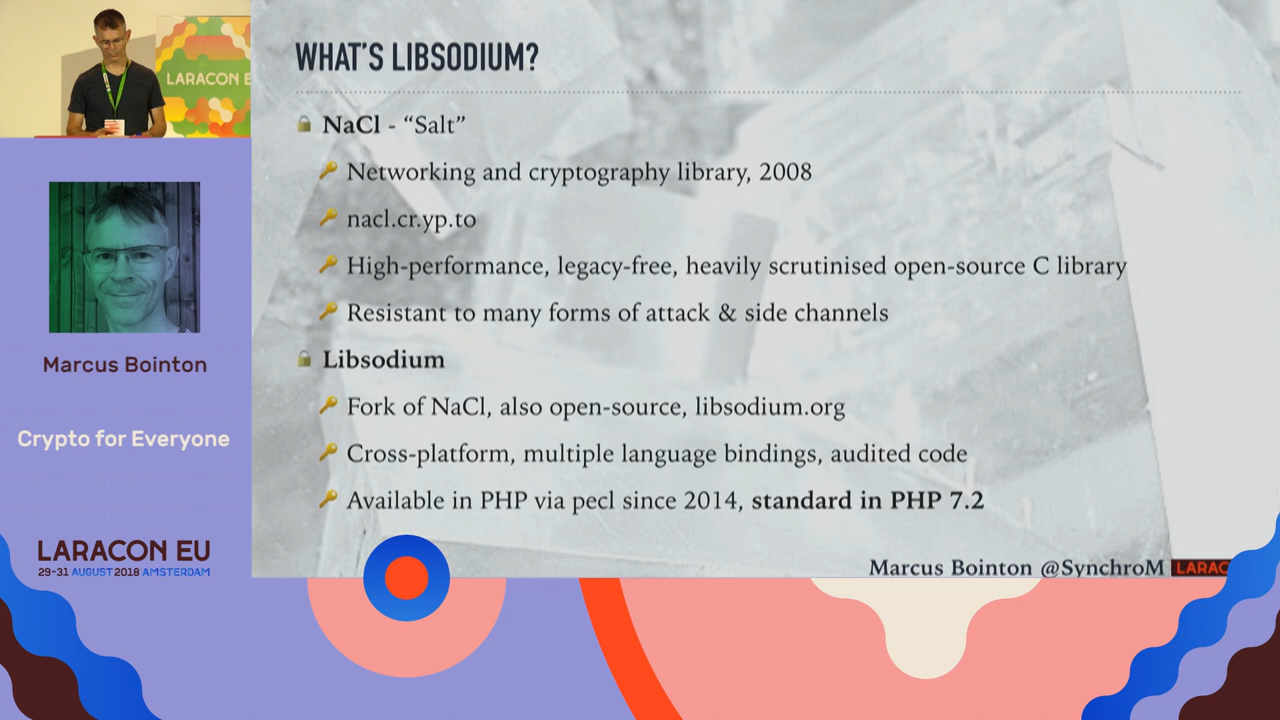 LARACON E
Marcus Bointon
Crypto for Everyone
LARACON EU
29-31 AUGUST 2018 AMSTERDAM
WHAT'S LIBSODIUM?
NaCl - “Salt”
Networking and cryptography library, 2008
nacl.cr.yp.to
High-performance, legacy-free, heavily scrutinised open-source C library
Resistant to many forms of attack & side channels
Libsodium
Fork of NaCl, also open-source, libsodium.org
Cross-platform, multiple language bindings, audited code
Available in PHP via pecl since 2014, standard in PHP 7.2
Marcus Bointon @SynchroM LARAC